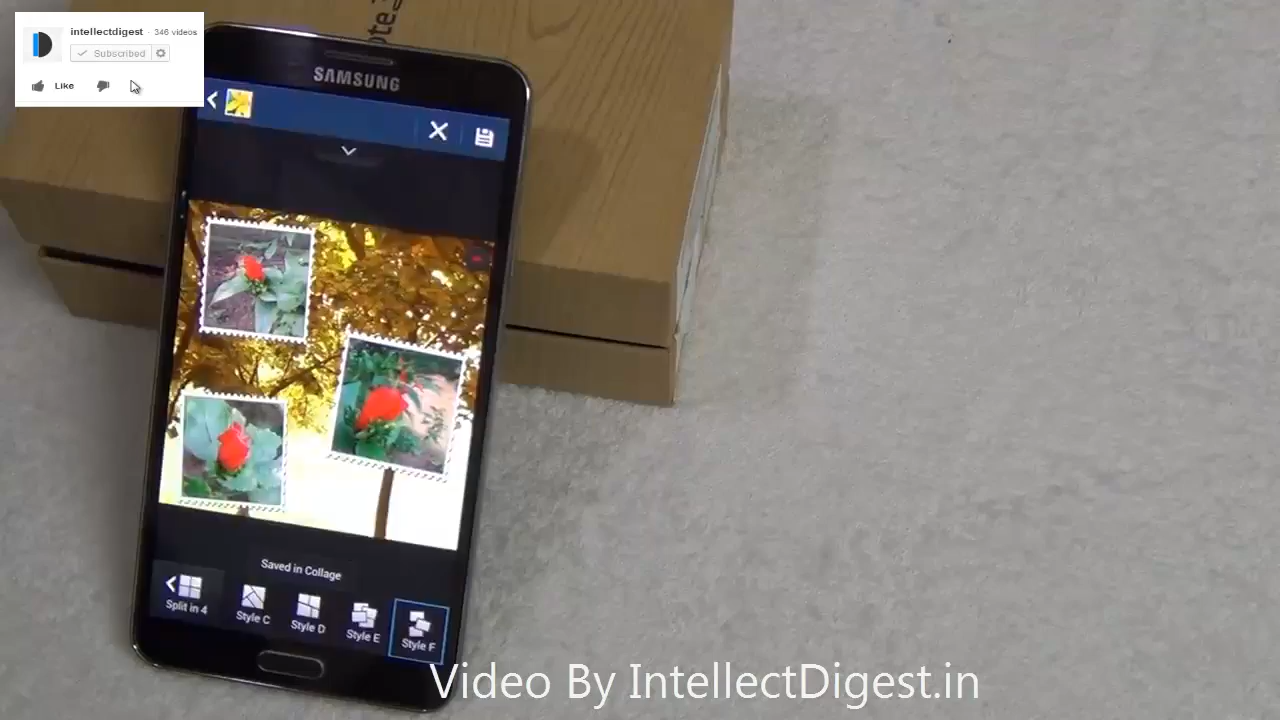 intellectdigest · 346 videos
Subscribed
Like
ote3
SAMSUNG
Saved in Collage
Split in 4
Style C
Style D
Style E
Style F
Video By IntellectDigest.in